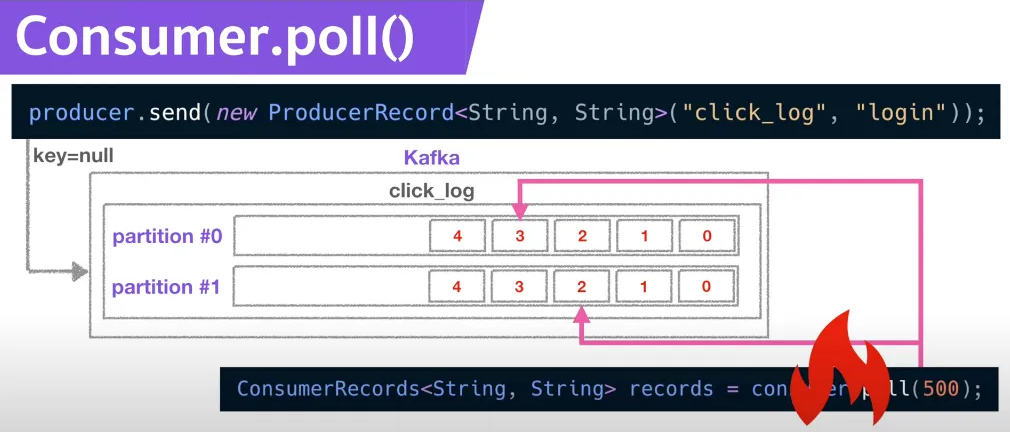 Consumer.poll()
producer.send(new ProducerRecord<String, String>("click_log", "login"));
key=null
Kafka
click_log
partition #0
4 3 2 1 0
partition #1
4 3 2 1 0
ConsumerRecords<String, String> records = con er poll(500);